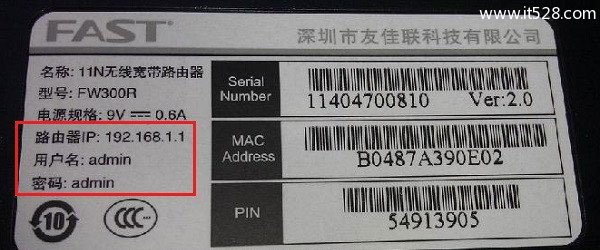 www.it528.com
FAST
深圳市友佳联科技有限公司
名称: 11N无线宽带路由器
型号: FW300R
电源规格: 9V⎓0.6A
路由器IP: 192.168.1.1
用户名: admin
密码: admin
10
CCC
Serial Number
11404700810 Ver:2.0
MAC Address
B0487A390E02
PIN
54913905